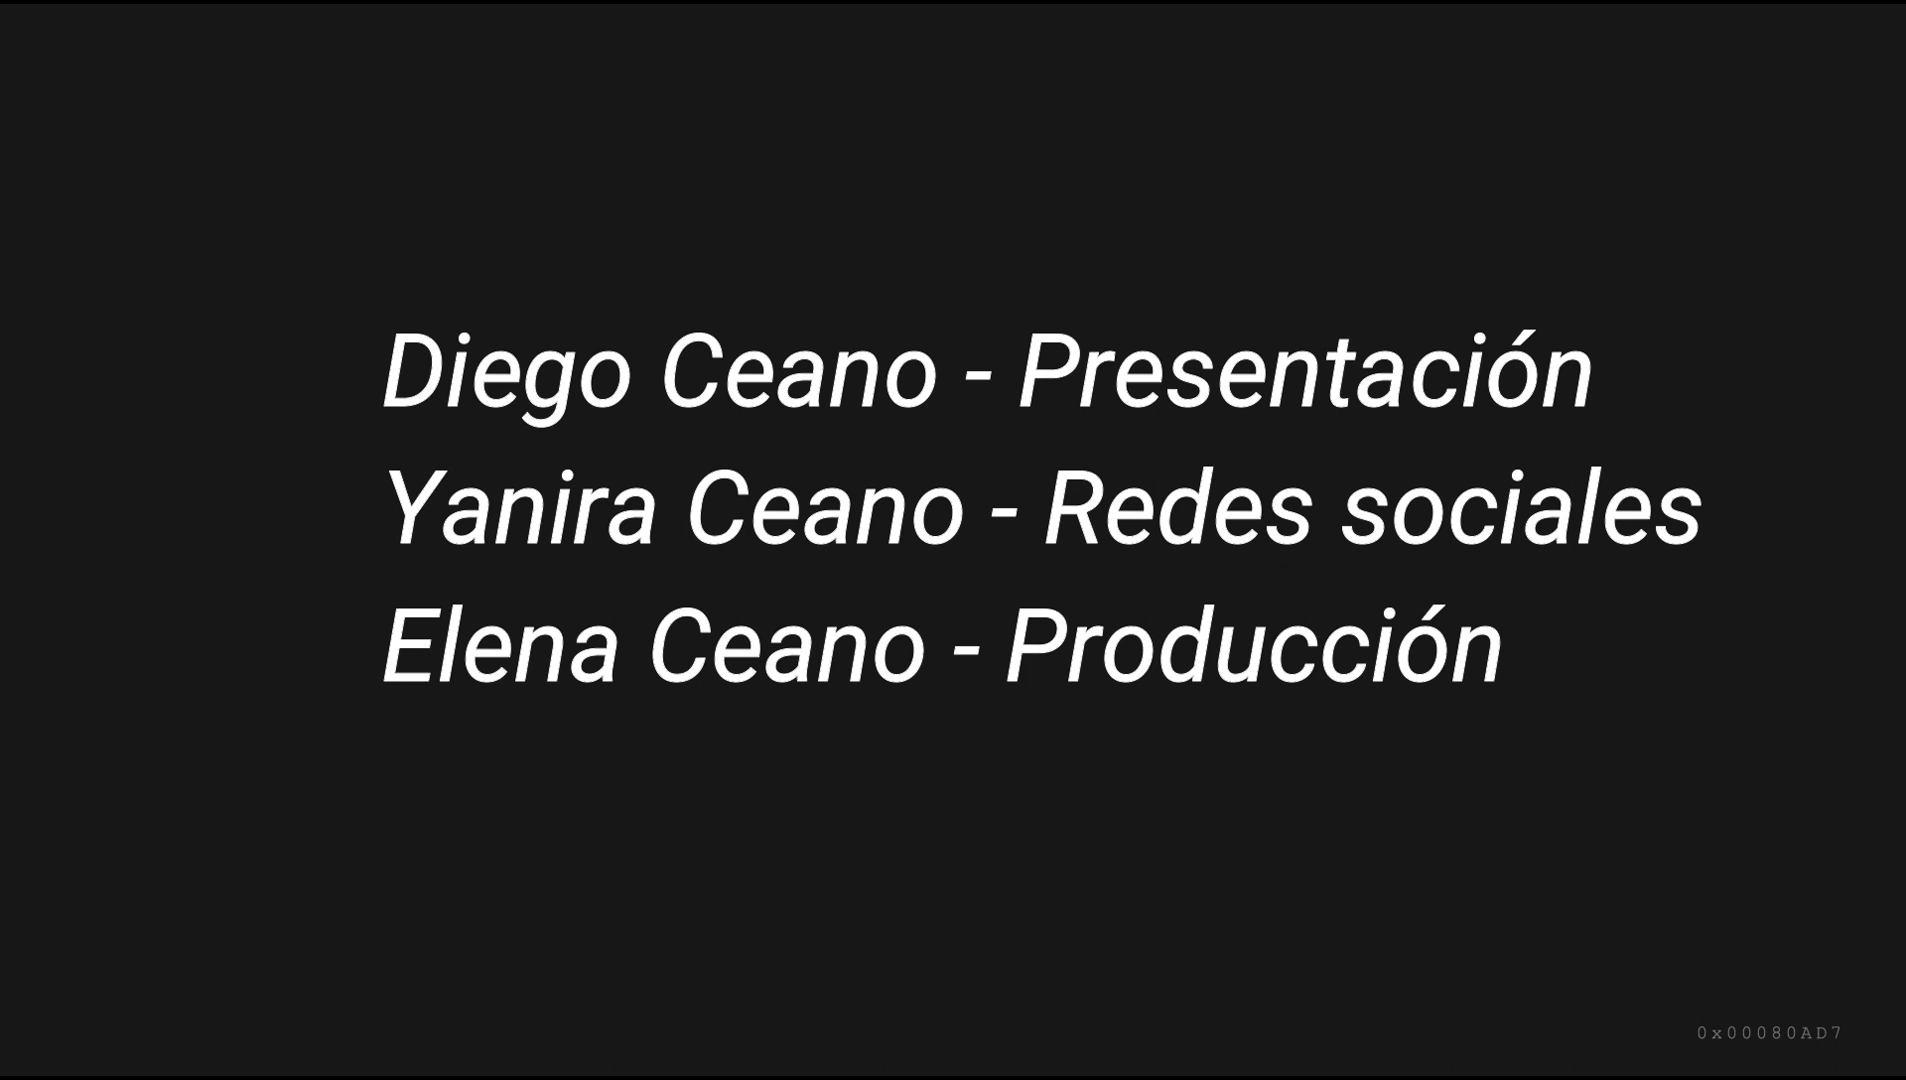 Diego Ceano - Presentación
Yanira Ceano - Redes sociales
Elena Ceano - Producción
0x00080AD7